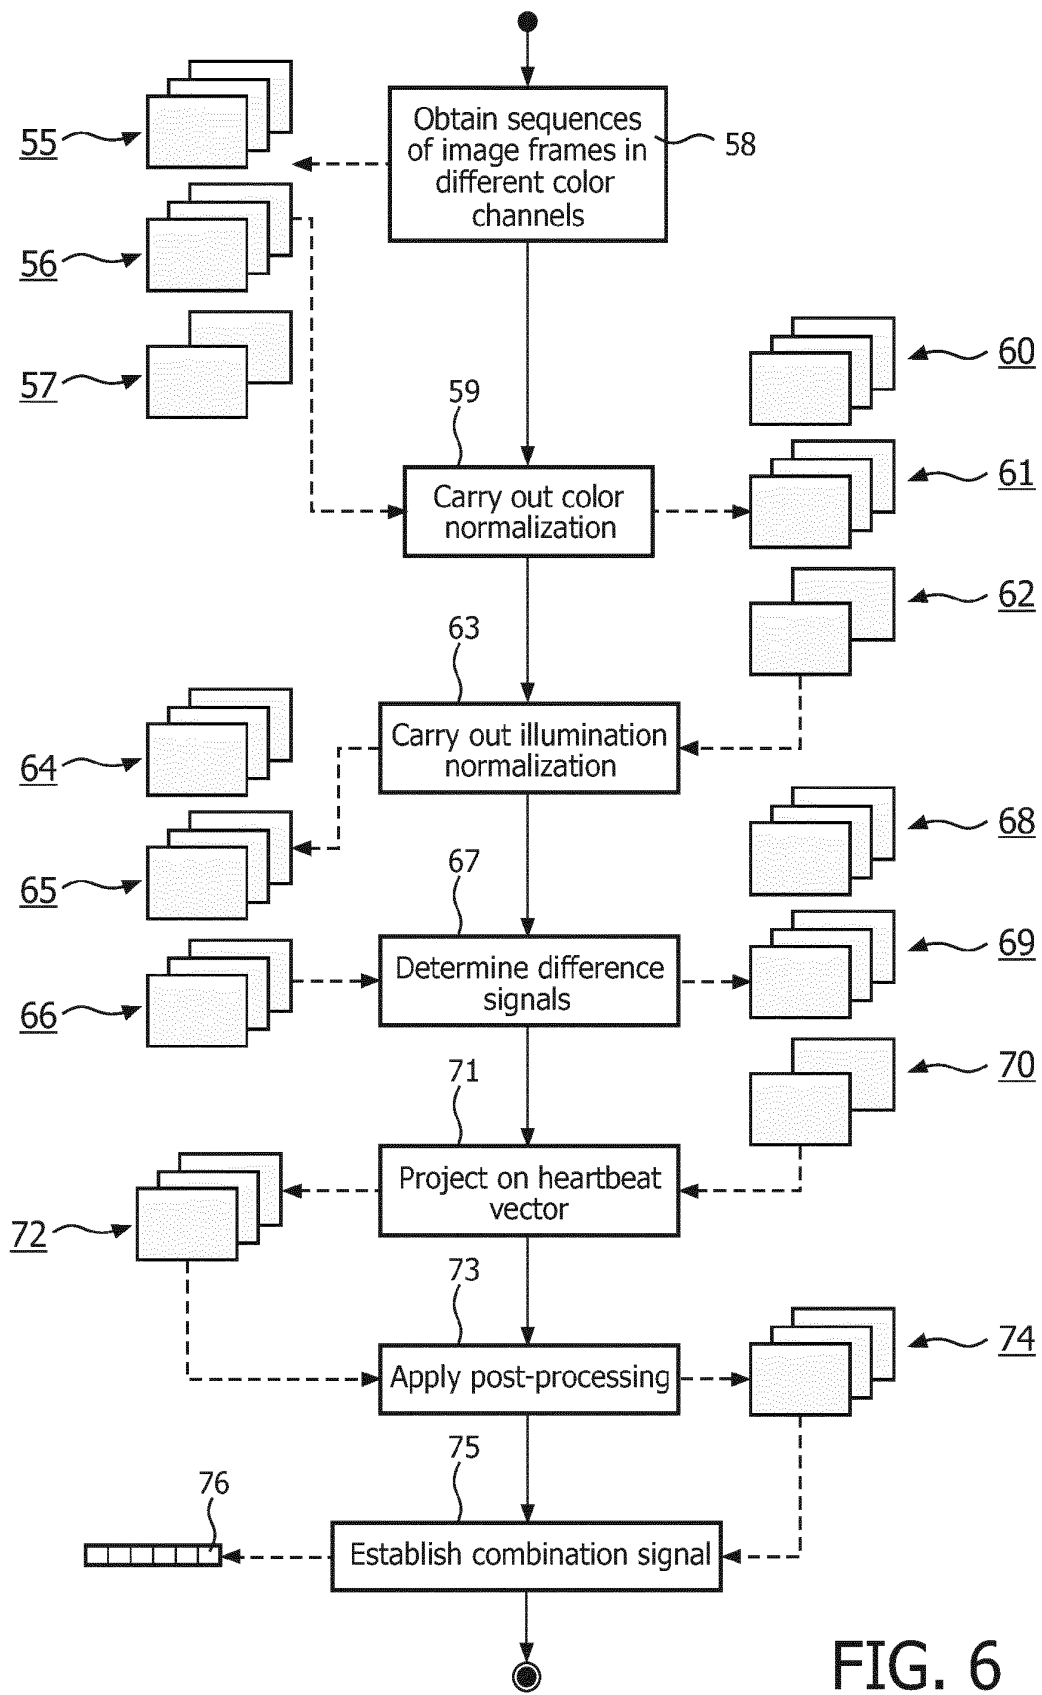 55
56
57
Obtain sequences
of image frames in
different color
channels
58
60
61
62
59
Carry out color
normalization
63
Carry out illumination
normalization
64
65
66
67
Determine difference
signals
68
69
70
71
Project on heartbeat
vector
72
73
Apply post-processing
74
75
76
Establish combination signal
FIG. 6